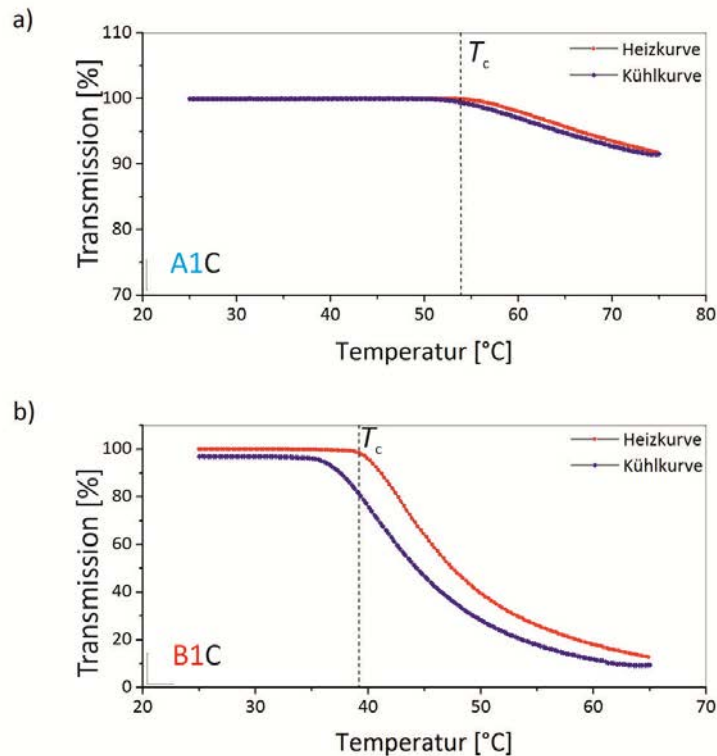 a)
110
100
90
80
70
Transmission [%]
T_c
Heizkurve
Kühlkurve
A1C
20 30 40 50 60 70 80
Temperatur [°C]
b)
100
80
60
40
20
0
Transmission [%]
T_c
Heizkurve
Kühlkurve
B1C
20 30 40 50 60 70
Temperatur [°C]